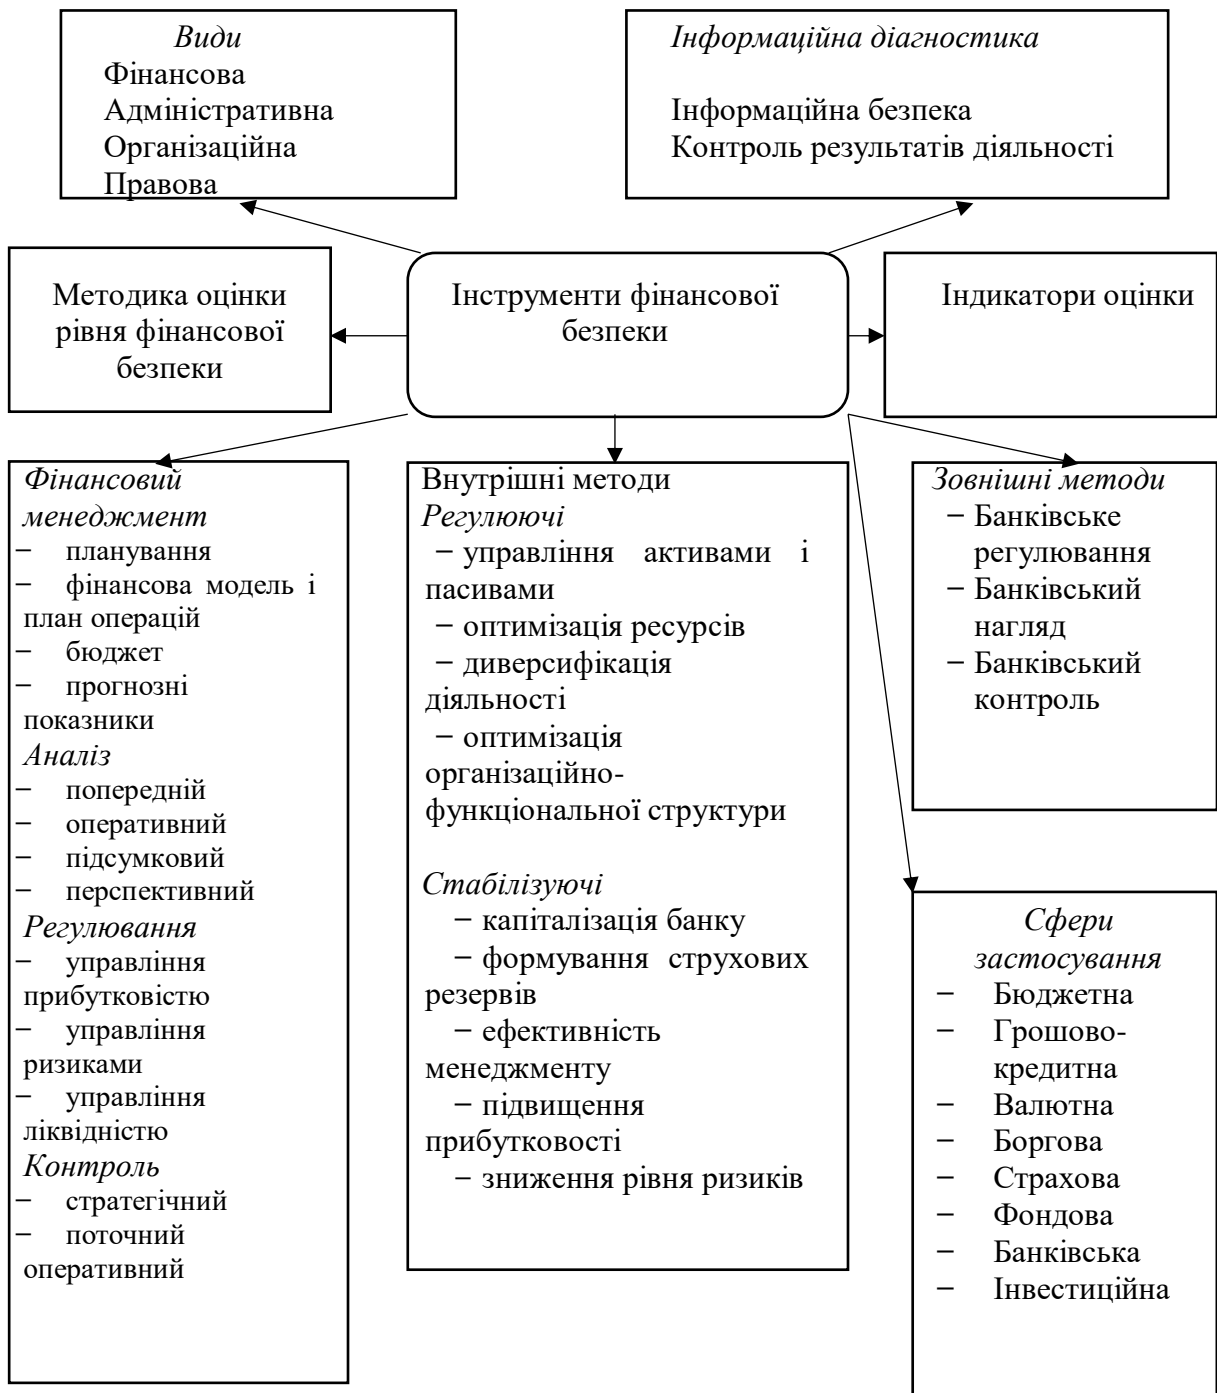 Види
Фінансова
Адміністративна
Організаційна
Правова
Інформаційна діагностика
Інформаційна безпека
Контроль результатів діяльності
Методика оцінки
рівня фінансової
безпеки
Інструменти фінансової
безпеки
Індикатори оцінки
Фінансовий
менеджмент
− планування
− фінансова модель і
план операцій
− бюджет
− прогнозні
показники
Аналіз
− попередній
− оперативний
− підсумковий
− перспективний
Регулювання
− управління
прибутковістю
− управління
ризиками
− управління
ліквідністю
Контроль
− стратегічний
− поточний
оперативний
Внутрішні методи
Регулюючі
− управління активами і
пасивами
− оптимізація ресурсів
− диверсифікація
діяльності
− оптимізація
організаційно-
функціональної структури
Стабілізуючі
− капіталізація банку
− формування струхових
резервів
− ефективність
менеджменту
− підвищення
прибутковості
− зниження рівня ризиків
Зовнішні методи
− Банківське
регулювання
− Банківський
нагляд
− Банківський
контроль
Сфери
застосування
− Бюджетна
− Грошово-
кредитна
− Валютна
− Боргова
− Страхова
− Фондова
− Банківська
− Інвестиційна